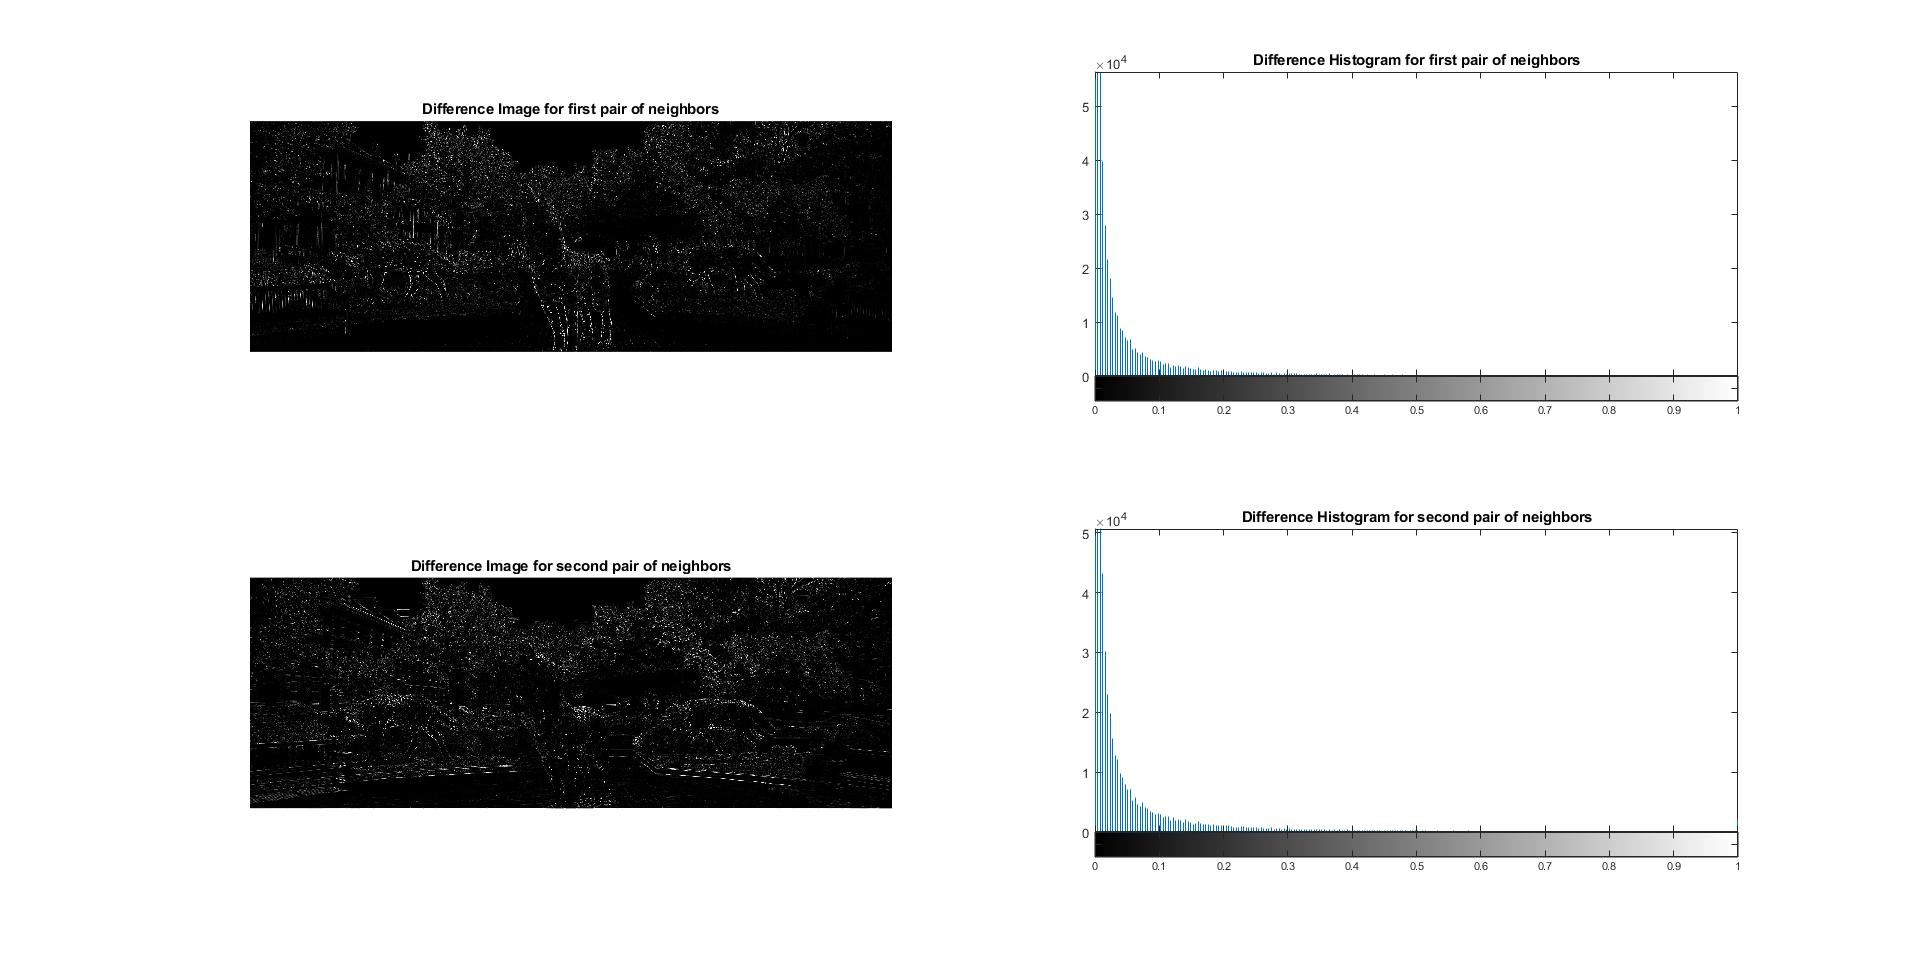 Difference Image for first pair of neighbors
Difference Histogram for first pair of neighbors
×10^4
5
4
3
2
1
0
0 0.1 0.2 0.3 0.4 0.5 0.6 0.7 0.8 0.9 1
Difference Image for second pair of neighbors
Difference Histogram for second pair of neighbors
×10^4
5
4
3
2
1
0
0 0.1 0.2 0.3 0.4 0.5 0.6 0.7 0.8 0.9 1